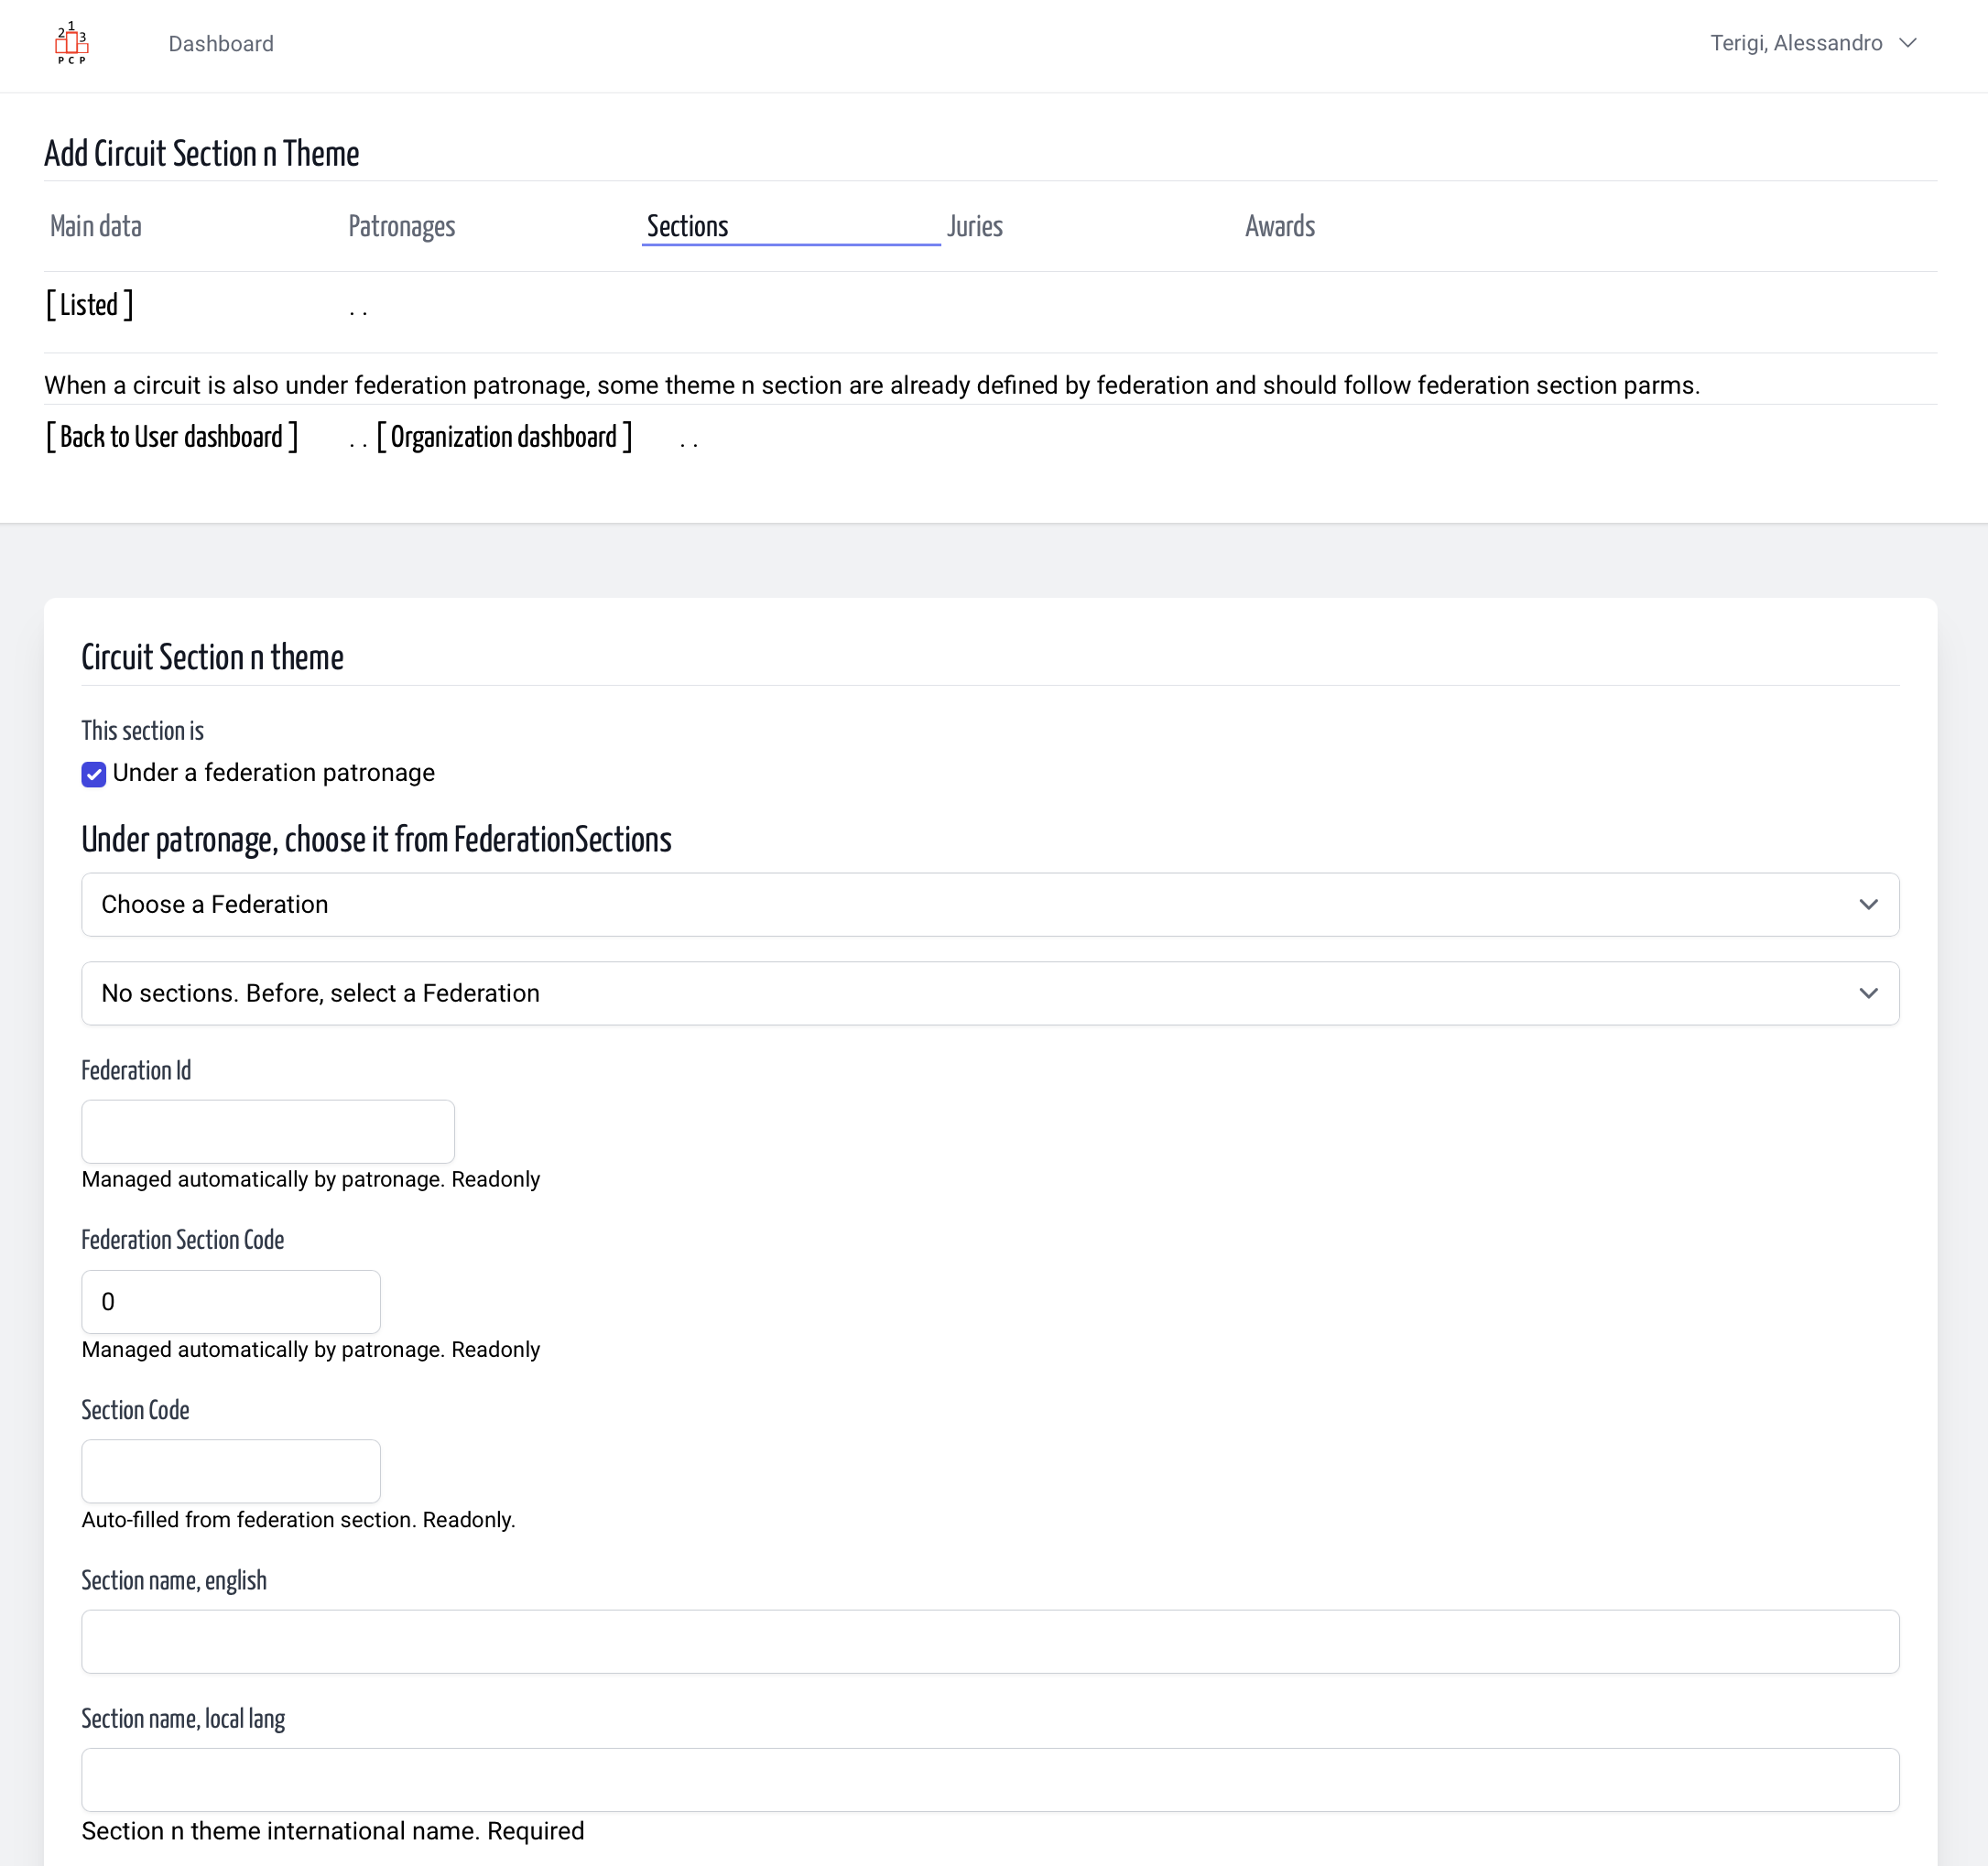 2 1 3
P C P
Dashboard
Terigi, Alessandro
Add Circuit Section n Theme
Main data Patronages Sections Juries Awards
[ Listed ] . .
When a circuit is also under federation patronage, some theme n section are already defined by federation and should follow federation section parms.
[ Back to User dashboard ] . . [ Organization dashboard ] . .
Circuit Section n theme
This section is
Under a federation patronage
Under patronage, choose it from FederationSections
Choose a Federation
No sections. Before, select a Federation
Federation Id
Managed automatically by patronage. Readonly
Federation Section Code
0
Managed automatically by patronage. Readonly
Section Code
Auto-filled from federation section. Readonly.
Section name, english
Section name, local lang
Section n theme international name. Required